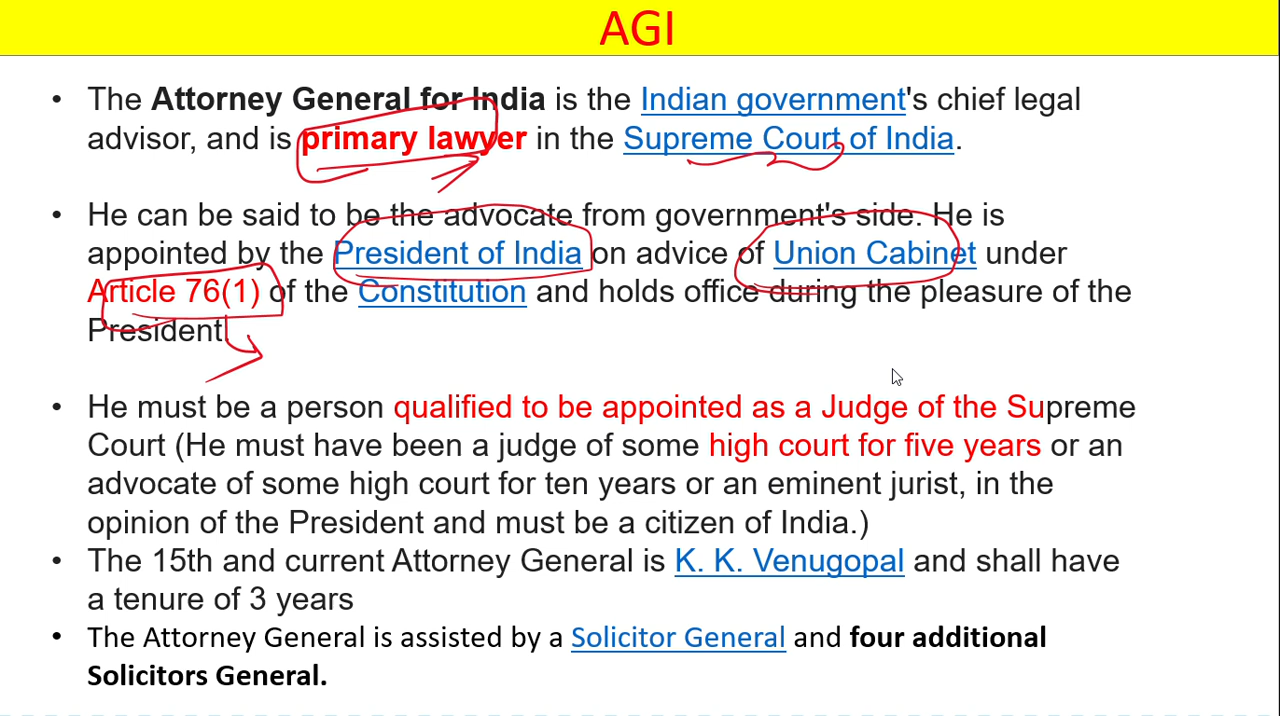 AGI
• The Attorney General for India is the Indian government's chief legal
advisor, and is primary lawyer in the Supreme Court of India.
• He can be said to be the advocate from government's side. He is
appointed by the President of India on advice of Union Cabinet under
Article 76(1) of the Constitution and holds office during the pleasure of the
President.
• He must be a person qualified to be appointed as a Judge of the Supreme
Court (He must have been a judge of some high court for five years or an
advocate of some high court for ten years or an eminent jurist, in the
opinion of the President and must be a citizen of India.)
• The 15th and current Attorney General is K. K. Venugopal and shall have
a tenure of 3 years
• The Attorney General is assisted by a Solicitor General and four additional
Solicitors General.